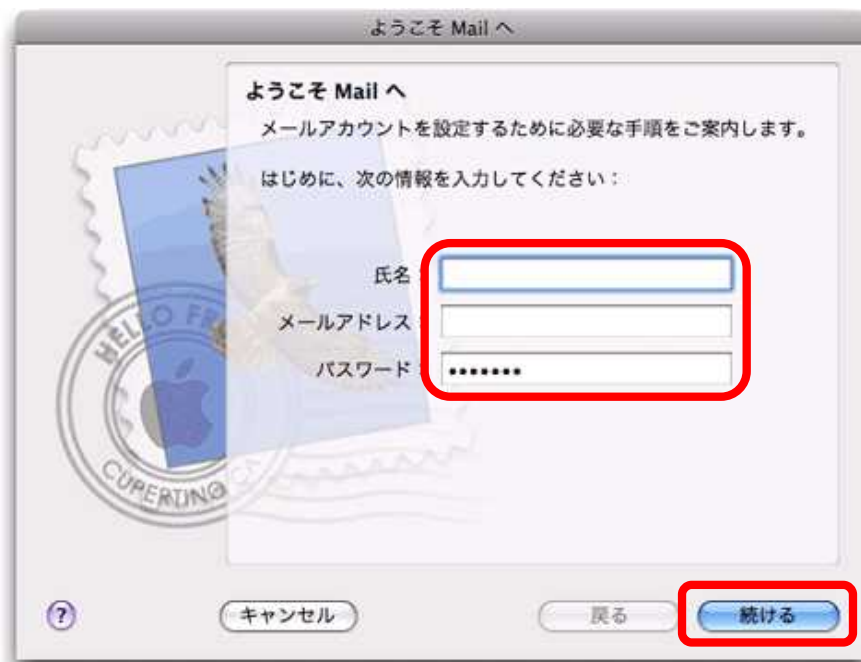 ようこそ Mail へ
ようこそ Mail へ
メールアカウントを設定するために必要な手順をご案内します。
はじめに、次の情報を入力してください：
氏名：
メールアドレス：
パスワード： •••••••
HELLO FR
CUPERTINO CA
?
キャンセル
戻る
続ける